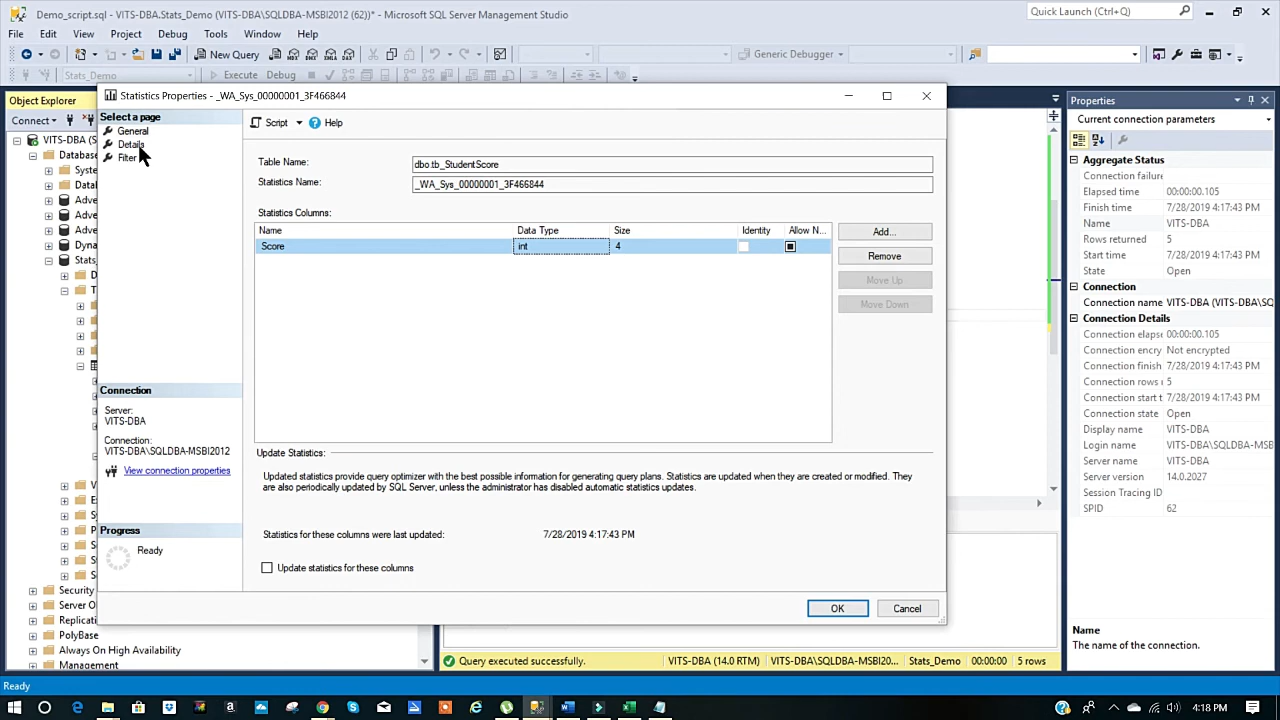 Demo_script.sql - VITS-DBA.Stats_Demo (VITS-DBA\SQLDBA-MSBI2012 (62))* - Microsoft SQL Server Management Studio
Quick Launch (Ctrl+Q)
File Edit View Project Debug Tools Window Help
New Query
Generic Debugger
Stats_Demo
Execute Debug
Object Explorer
Connect
VITS-DBA (S
Databas
Syste
Datal
Adve
Adve
Dyna
Stats_
D
T
V
E
S
P
S
S
S
Security
Server O
Replicati
PolyBase
Always On High Availability
Management
Statistics Properties - _WA_Sys_00000001_3F466844
Select a page
General
Details
Filter
Script
Help
Table Name:
dbo.tb_StudentScore
Statistics Name:
_WA_Sys_00000001_3F466844
Statistics Columns:
Name Data Type Size Identity Allow N...
Score int 4
Add...
Remove
Move Up
Move Down
Connection
Server:
VITS-DBA
Connection:
VITS-DBA\SQLDBA-MSBI2012
View connection properties
Progress
Ready
Update Statistics:
Updated statistics provide query optimizer with the best possible information for generating query plans. Statistics are updated when they are created or modified. They
are also periodically updated by SQL Server, unless the administrator has disabled automatic statistics updates.
Statistics for these columns were last updated: 7/28/2019 4:17:43 PM
Update statistics for these columns
OK
Cancel
Query executed successfully. VITS-DBA (14.0 RTM) VITS-DBA\SQLDBA-MSBI20... Stats_Demo 00:00:00 5 rows
Properties
Current connection parameters
Aggregate Status
Connection failure
Elapsed time 00:00:00.105
Finish time 7/28/2019 4:17:43 PM
Name VITS-DBA
Rows returned 5
Start time 7/28/2019 4:17:43 PM
State Open
Connection
Connection name VITS-DBA (VITS-DBA\SQ
Connection Details
Connection elapse 00:00:00.105
Connection encry Not encrypted
Connection finish 7/28/2019 4:17:43 PM
Connection rows r 5
Connection start t 7/28/2019 4:17:43 PM
Connection state Open
Display name VITS-DBA
Login name VITS-DBA\SQLDBA-MSB
Server name VITS-DBA
Server version 14.0.2027
Session Tracing ID
SPID 62
Name
The name of the connection.
Ready
4:18 PM